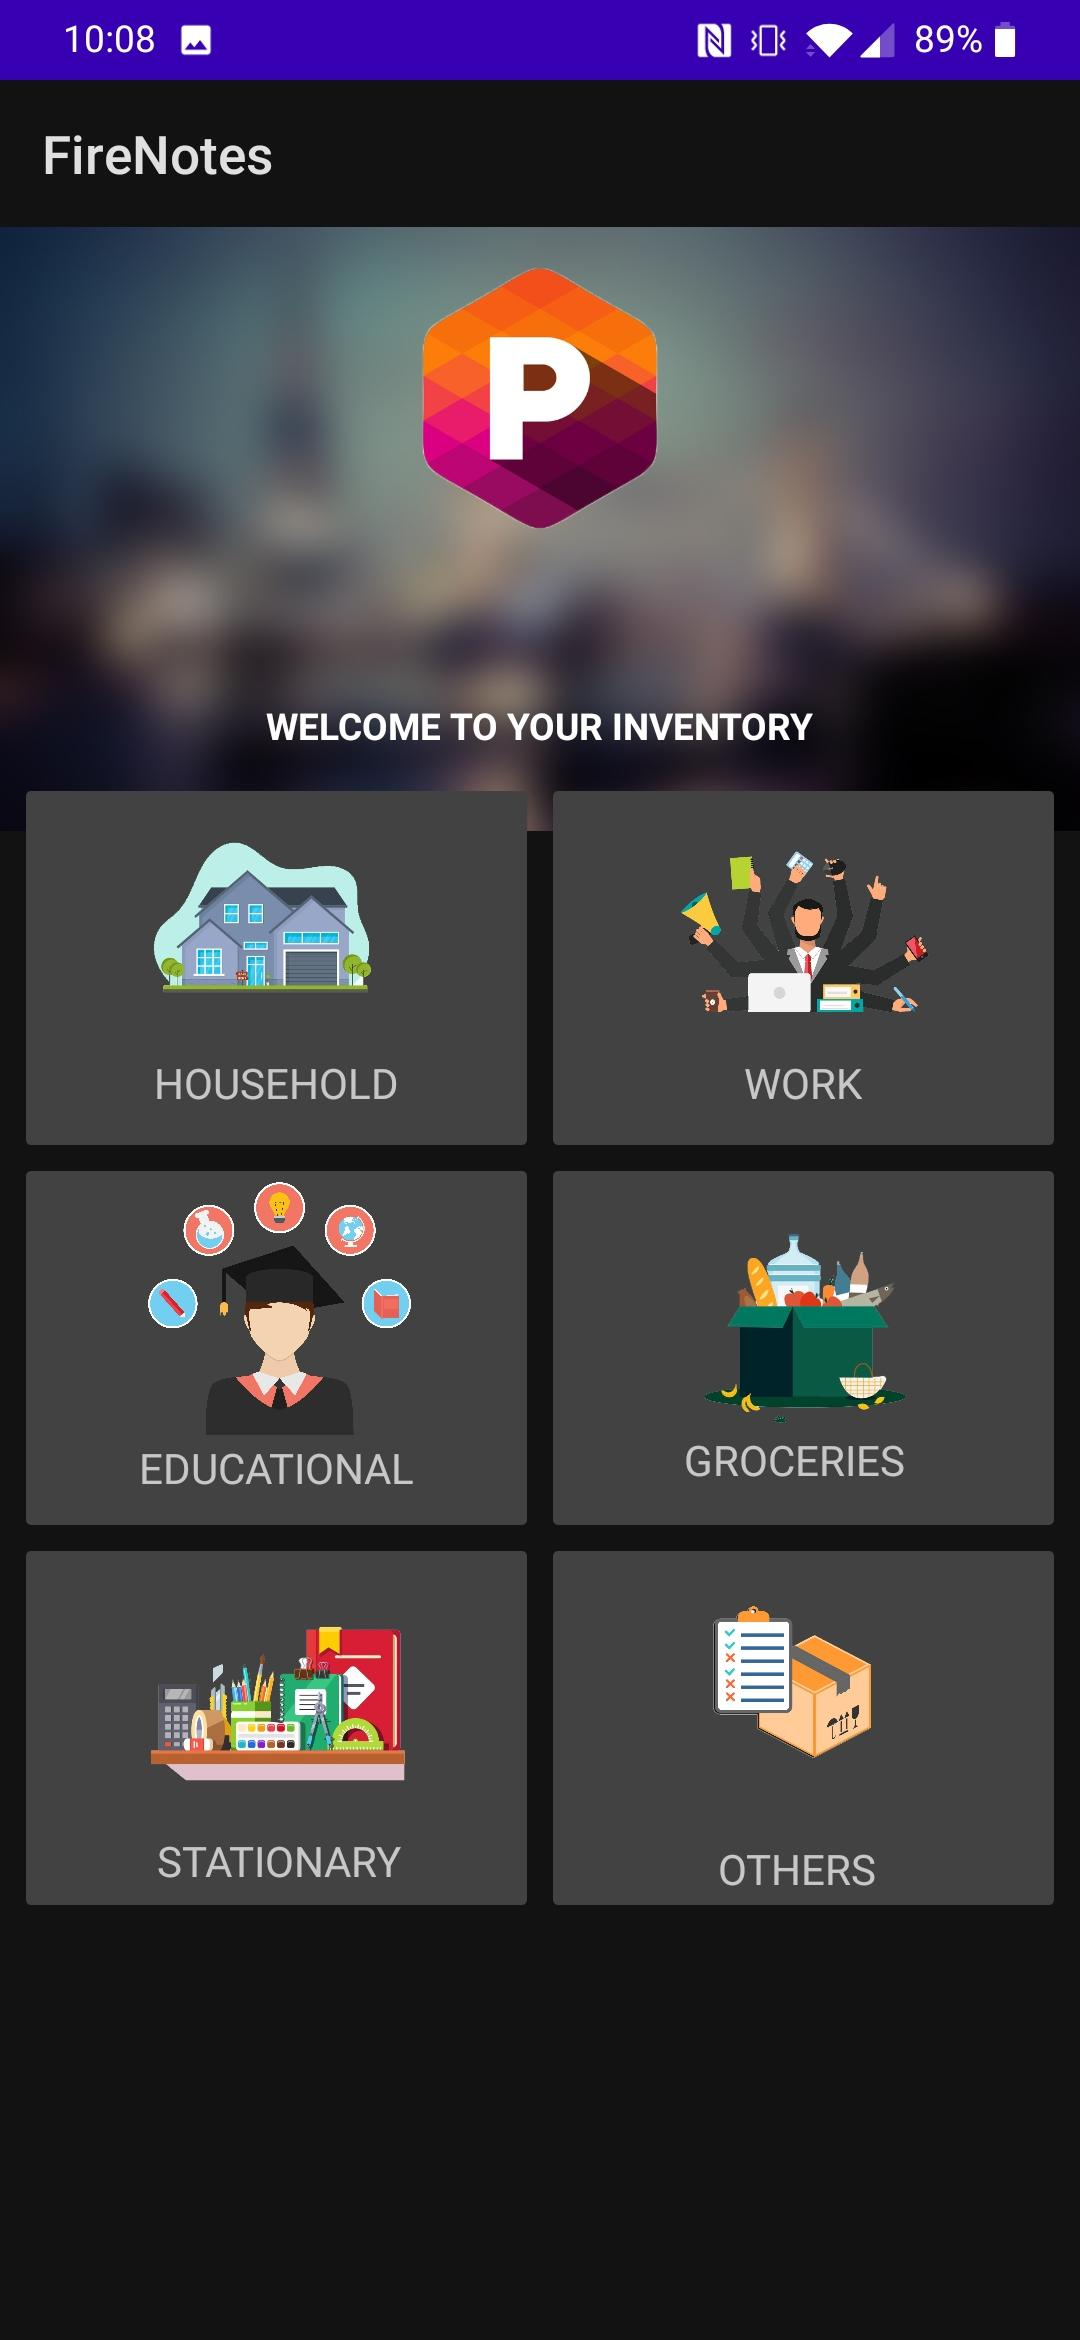 10:08 89%
FireNotes
P
WELCOME TO YOUR INVENTORY
HOUSEHOLD WORK
EDUCATIONAL GROCERIES
STATIONARY OTHERS